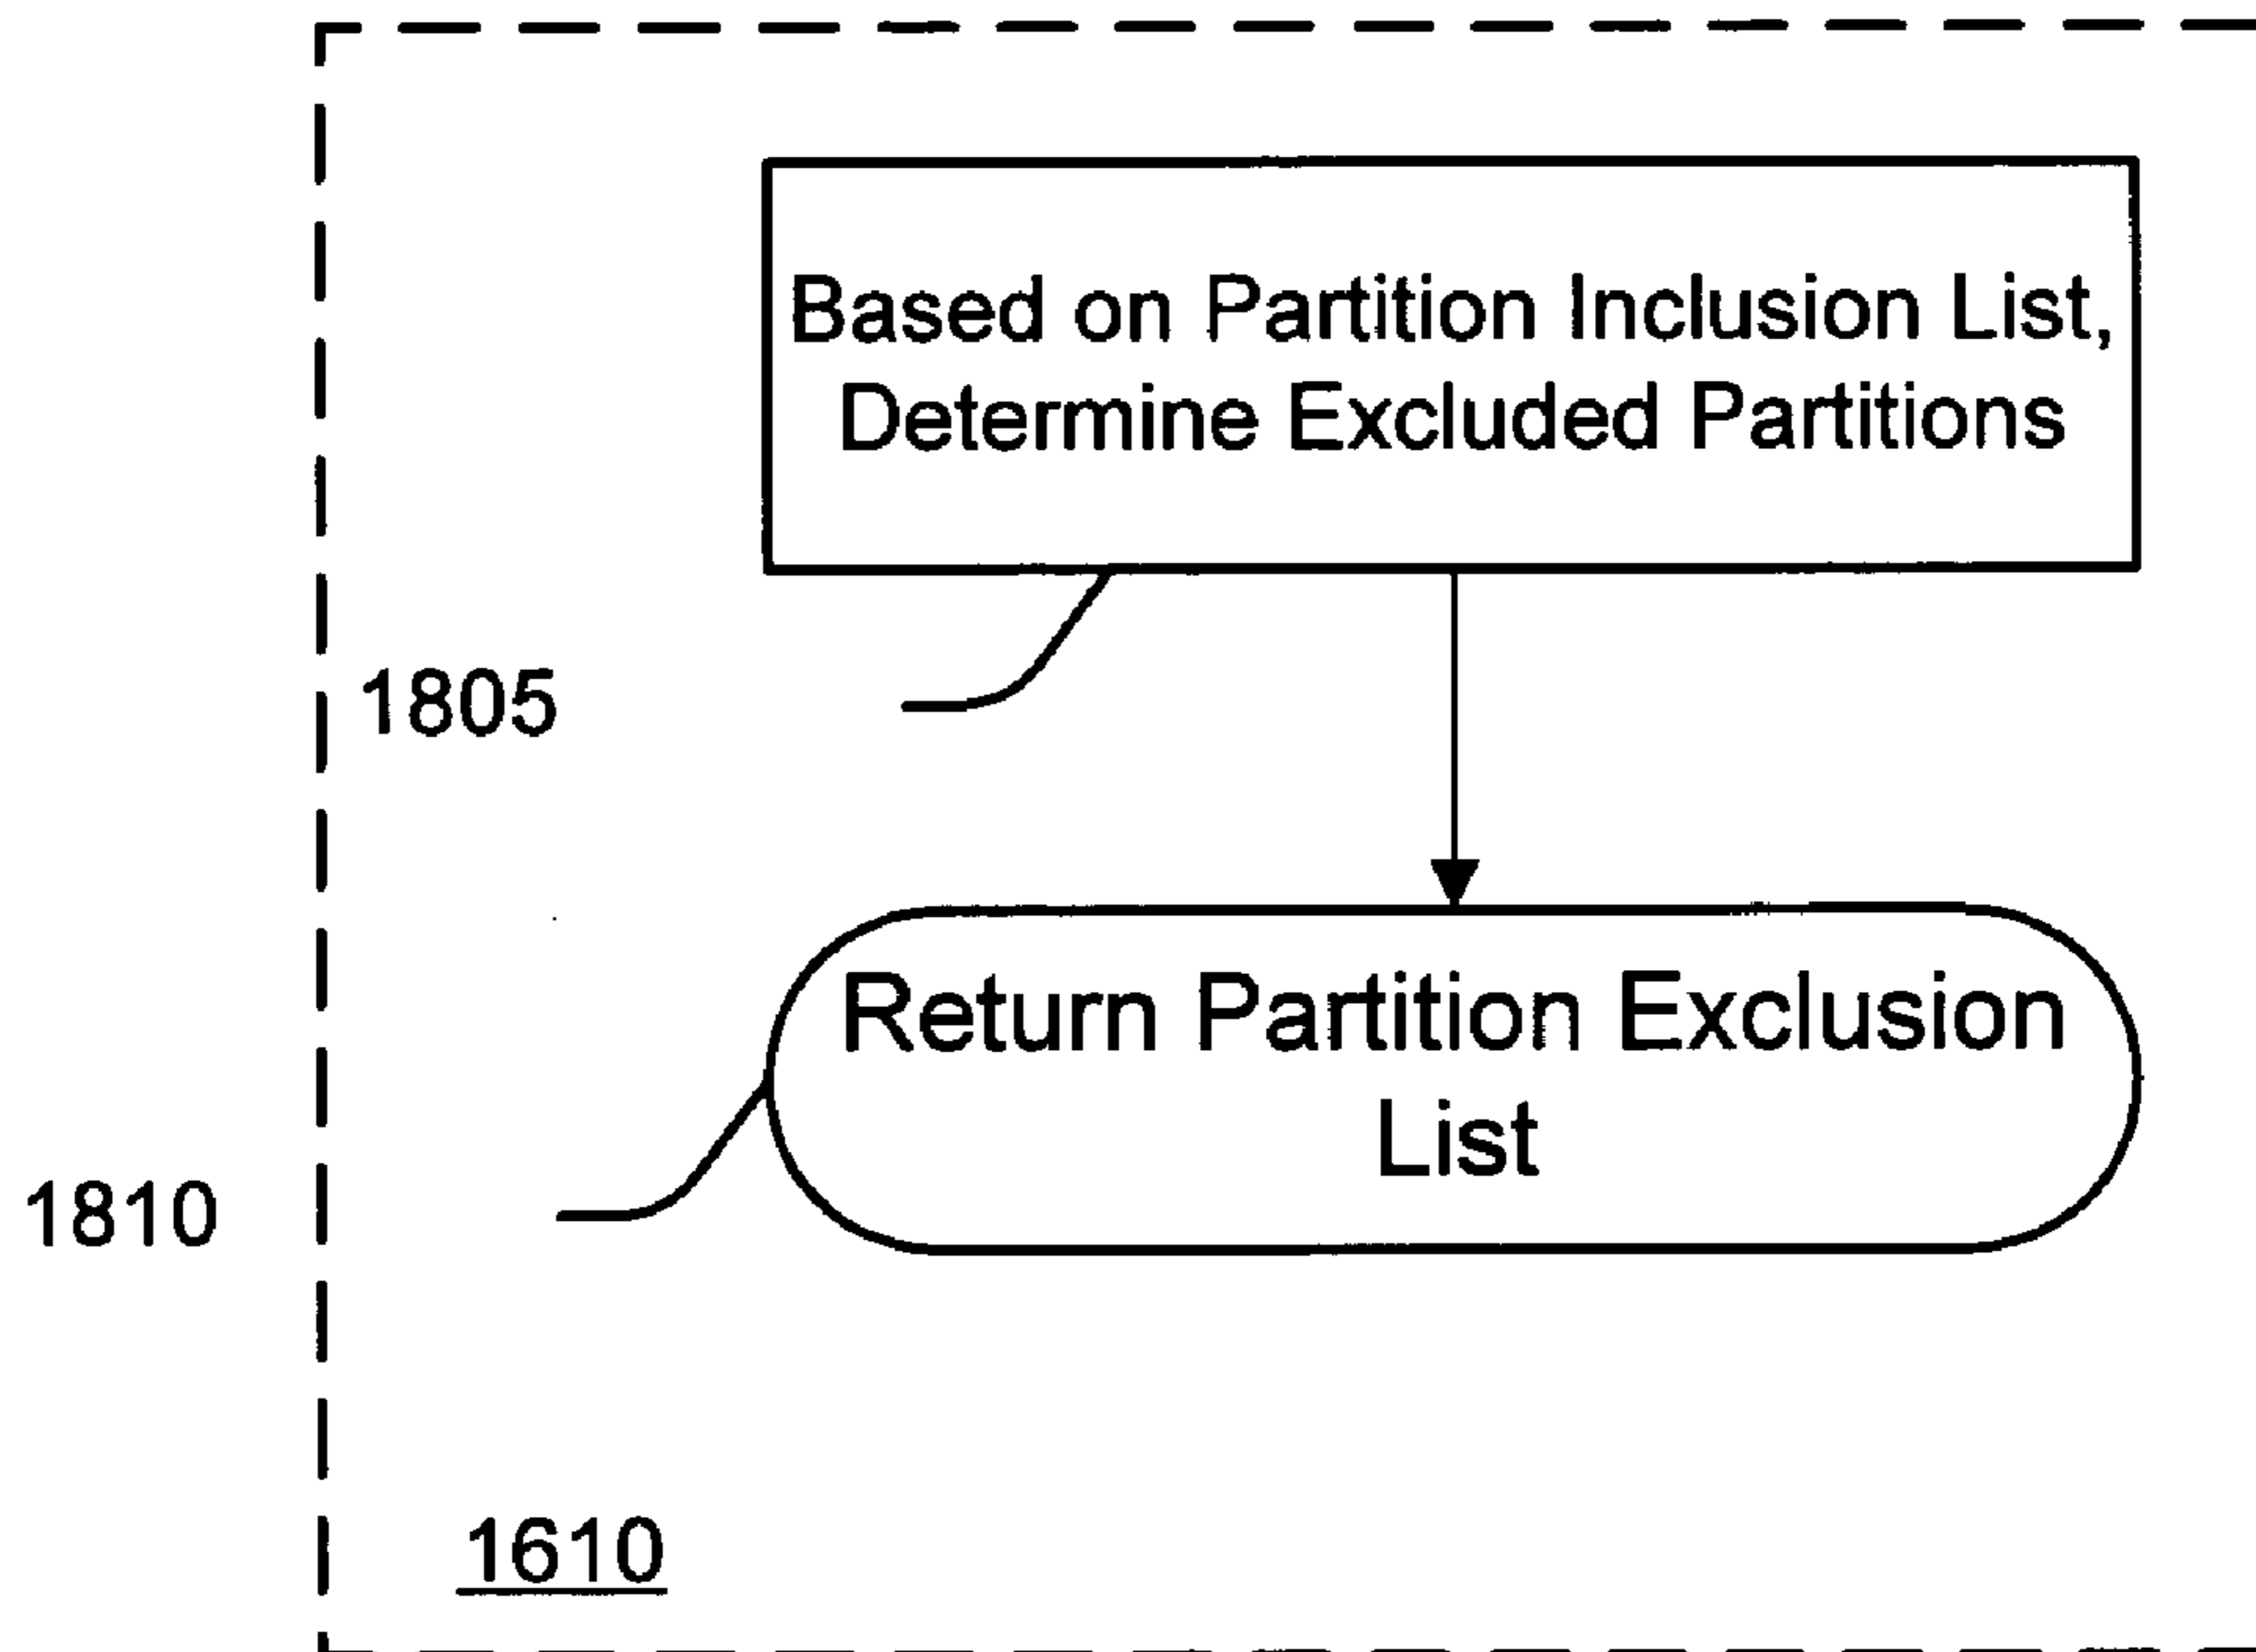 Based on Partition Inclusion List,
Determine Excluded Partitions
1805
Return Partition Exclusion
List
1810
1610